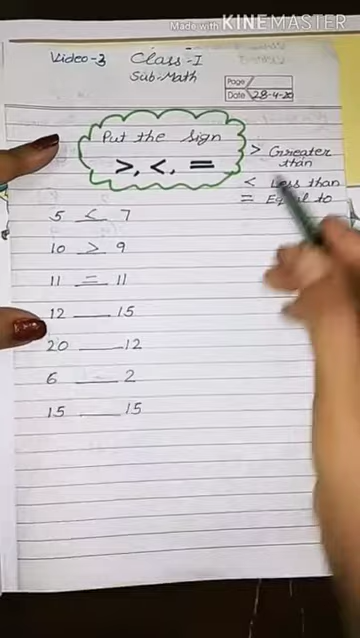 Made with KINEMASTER
Video-3 Class-I
Sub-Math
Page
Date 28-4-20
Put the Sign
>, <, =
> Greater than
< Less than
= Equal to
5 < 7
10 > 9
11 = 11
12 ___ 15
20 ___ 12
6 ___ 2
15 ___ 15